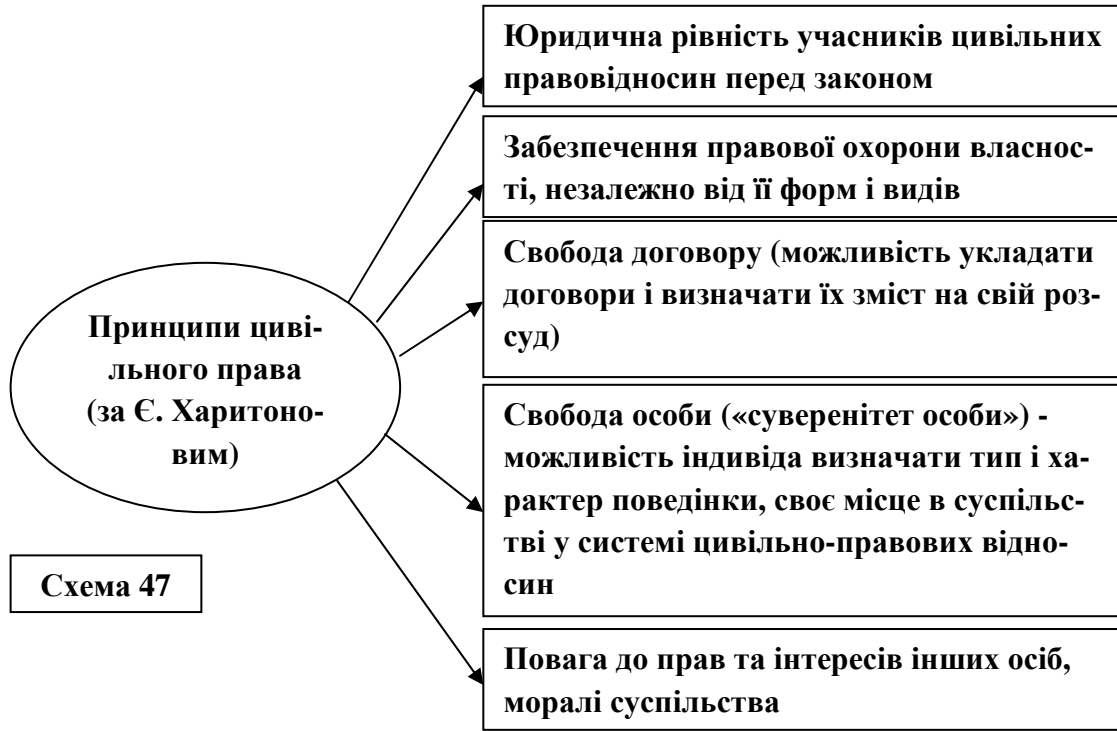 Юридична рівність учасників цивільних
правовідносин перед законом
Забезпечення правової охорони власнос-
ті, незалежно від її форм і видів
Свобода договору (можливість укладати
договори і визначати їх зміст на свій роз-
суд)
Принципи циві-
льного права
(за Є. Харитоно-
вим)
Свобода особи («суверенітет особи») -
можливість індивіда визначати тип і ха-
рактер поведінки, своє місце в суспільс-
тві у системі цивільно-правових відно-
син
Схема 47
Повага до прав та інтересів інших осіб,
моралі суспільства